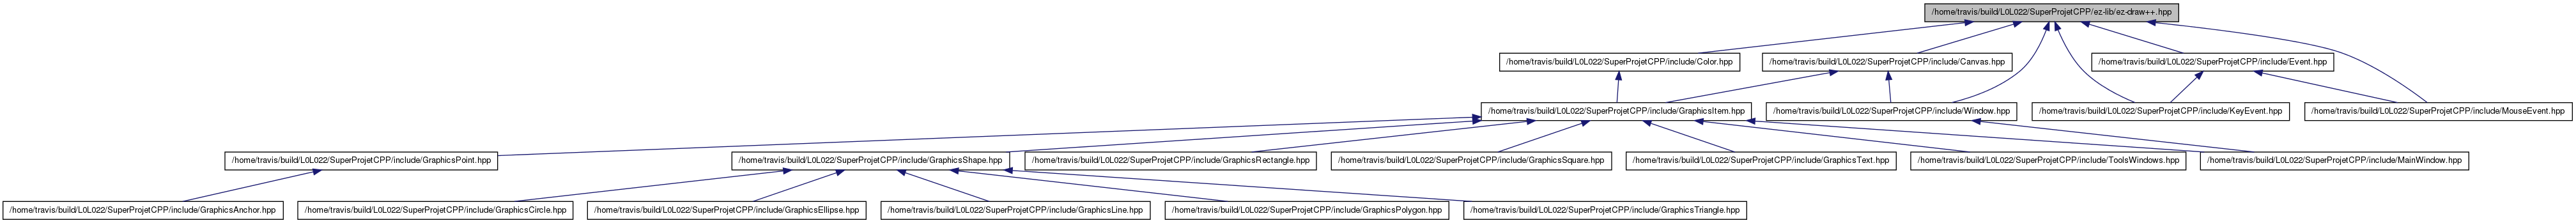 /home/travis/build/L0L022/SuperProjetCPP/ez-lib/ez-draw++.hpp
/home/travis/build/L0L022/SuperProjetCPP/include/Color.hpp
/home/travis/build/L0L022/SuperProjetCPP/include/Canvas.hpp
/home/travis/build/L0L022/SuperProjetCPP/include/Event.hpp
/home/travis/build/L0L022/SuperProjetCPP/include/GraphicsItem.hpp
/home/travis/build/L0L022/SuperProjetCPP/include/Window.hpp
/home/travis/build/L0L022/SuperProjetCPP/include/KeyEvent.hpp
/home/travis/build/L0L022/SuperProjetCPP/include/MouseEvent.hpp
/home/travis/build/L0L022/SuperProjetCPP/include/GraphicsPoint.hpp
/home/travis/build/L0L022/SuperProjetCPP/include/GraphicsShape.hpp
/home/travis/build/L0L022/SuperProjetCPP/include/GraphicsRectangle.hpp
/home/travis/build/L0L022/SuperProjetCPP/include/GraphicsSquare.hpp
/home/travis/build/L0L022/SuperProjetCPP/include/GraphicsText.hpp
/home/travis/build/L0L022/SuperProjetCPP/include/ToolsWindows.hpp
/home/travis/build/L0L022/SuperProjetCPP/include/MainWindow.hpp
/home/travis/build/L0L022/SuperProjetCPP/include/GraphicsAnchor.hpp
/home/travis/build/L0L022/SuperProjetCPP/include/GraphicsCircle.hpp
/home/travis/build/L0L022/SuperProjetCPP/include/GraphicsEllipse.hpp
/home/travis/build/L0L022/SuperProjetCPP/include/GraphicsLine.hpp
/home/travis/build/L0L022/SuperProjetCPP/include/GraphicsPolygon.hpp
/home/travis/build/L0L022/SuperProjetCPP/include/GraphicsTriangle.hpp